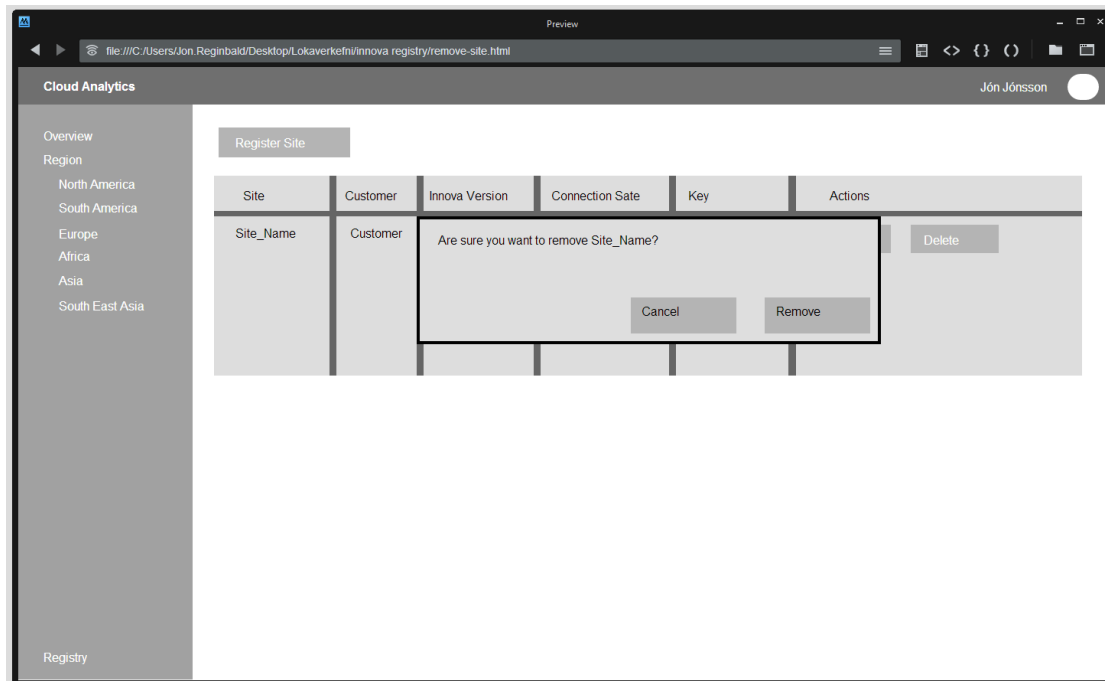 Preview
file:///C:/Users/Jon.Reginbald/Desktop/Lokaverkefni/innova registry/remove-site.html
Cloud Analytics
Jón Jónsson
Overview
Region
North America
South America
Europe
Africa
Asia
South East Asia
Registry
Register Site
Site Customer Innova Version Connection Sate Key Actions
Site_Name Customer Delete
Are sure you want to remove Site_Name?
Cancel Remove